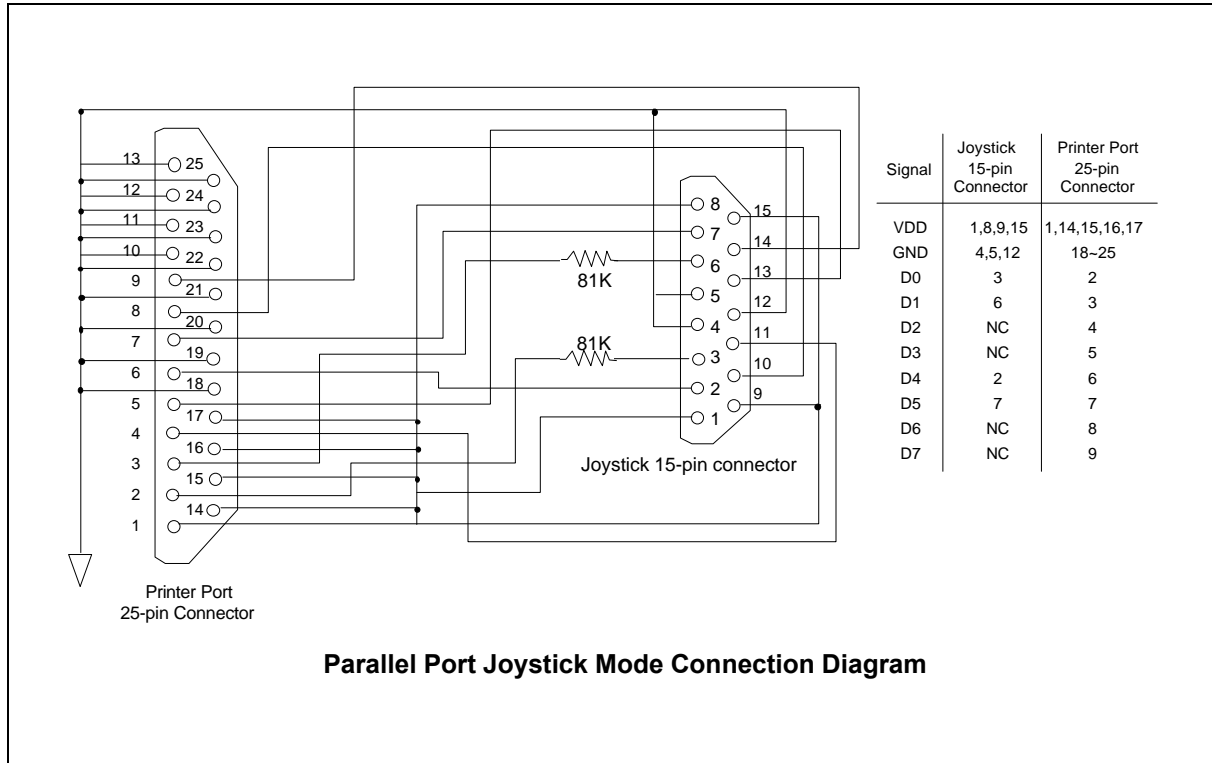 13
25
12
24
11
23
10
22
9
21
8
20
7
19
6
18
5
17
4
16
3
15
2
14
1
Printer Port
25-pin Connector
81K
81K
8
15
7
14
6
13
5
12
4
11
3
10
2
9
1
Joystick 15-pin connector
Signal Joystick 15-pin Connector Printer Port 25-pin Connector
VDD 1,8,9,15 1,14,15,16,17
GND 4,5,12 18~25
D0 3 2
D1 6 3
D2 NC 4
D3 NC 5
D4 2 6
D5 7 7
D6 NC 8
D7 NC 9
Parallel Port Joystick Mode Connection Diagram